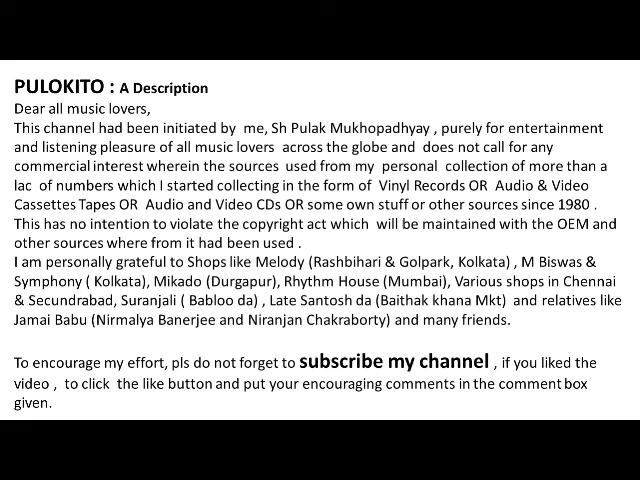 PULOKITO : A Description
Dear all music lovers,
This channel had been initiated by me, Sh Pulak Mukhopadhyay , purely for entertainment
and listening pleasure of all music lovers across the globe and does not call for any
commercial interest wherein the sources used from my personal collection of more than a
lac of numbers which I started collecting in the form of Vinyl Records OR Audio & Video
Cassettes Tapes OR Audio and Video CDs OR some own stuff or other sources since 1980 .
This has no intention to violate the copyright act which will be maintained with the OEM and
other sources where from it had been used .
I am personally grateful to Shops like Melody (Rashbihari & Golpark, Kolkata) , M Biswas &
Symphony ( Kolkata), Mikado (Durgapur), Rhythm House (Mumbai), Various shops in Chennai
& Secundrabad, Suranjali ( Babloo da) , Late Santosh da (Baithak khana Mkt) and relatives like
Jamai Babu (Nirmalya Banerjee and Niranjan Chakraborty) and many friends.
To encourage my effort, pls do not forget to subscribe my channel , if you liked the
video , to click the like button and put your encouraging comments in the comment box
given.